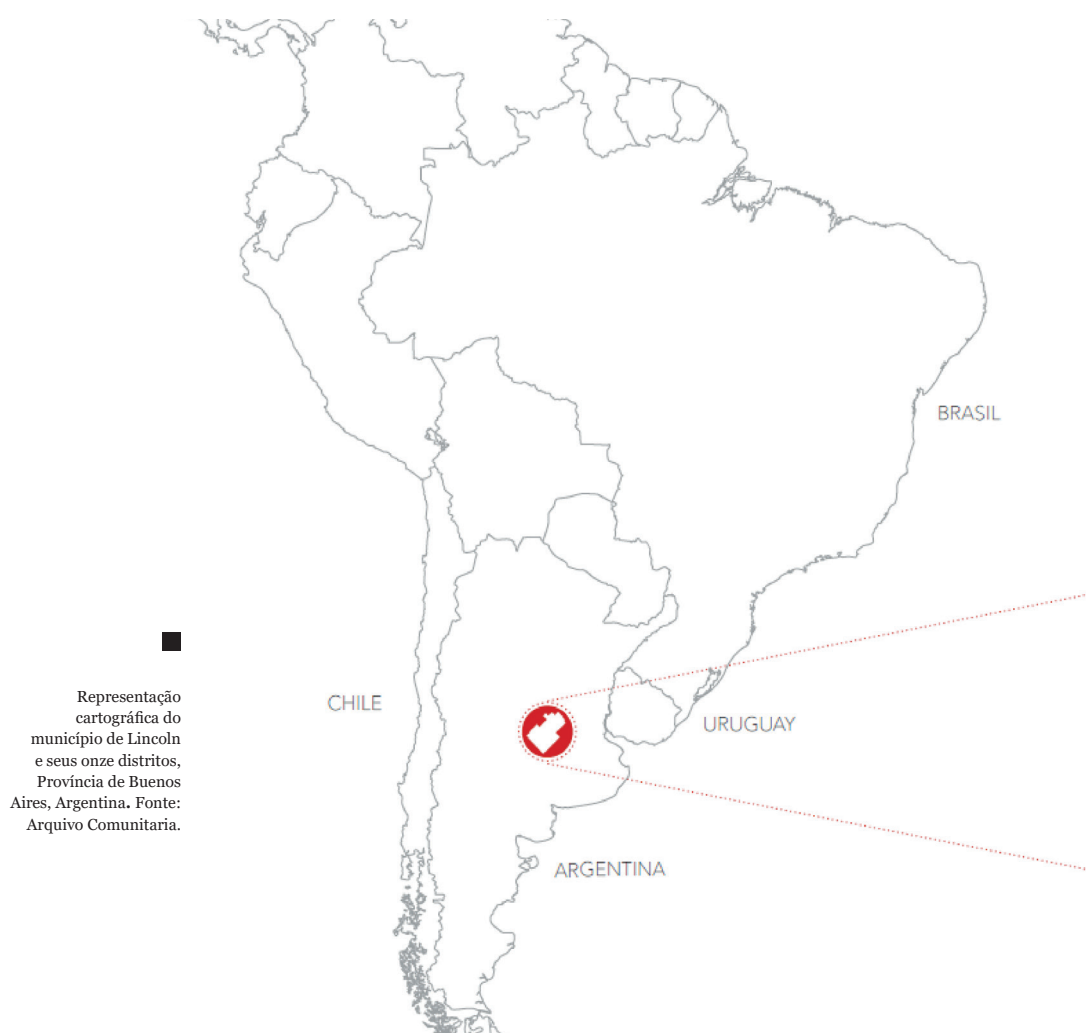 BRASIL
CHILE
URUGUAY
ARGENTINA
Representação
cartográfica do
município de Lincoln
e seus onze distritos,
Província de Buenos
Aires, Argentina. Fonte:
Arquivo Comunitaria.